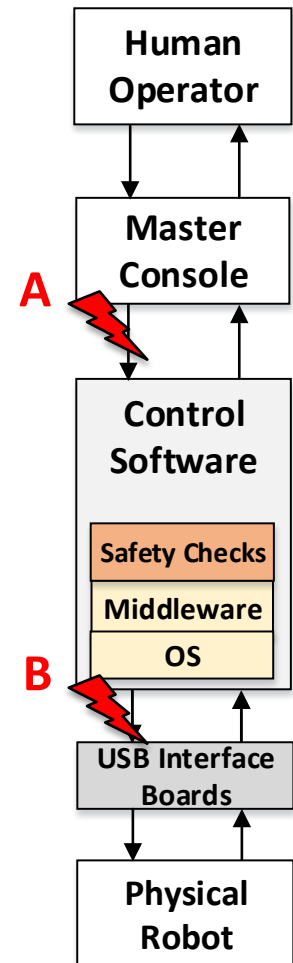 Human
Operator
Master
Console
A
Control
Software
Safety Checks
Middleware
OS
B
USB Interface
Boards
Physical
Robot